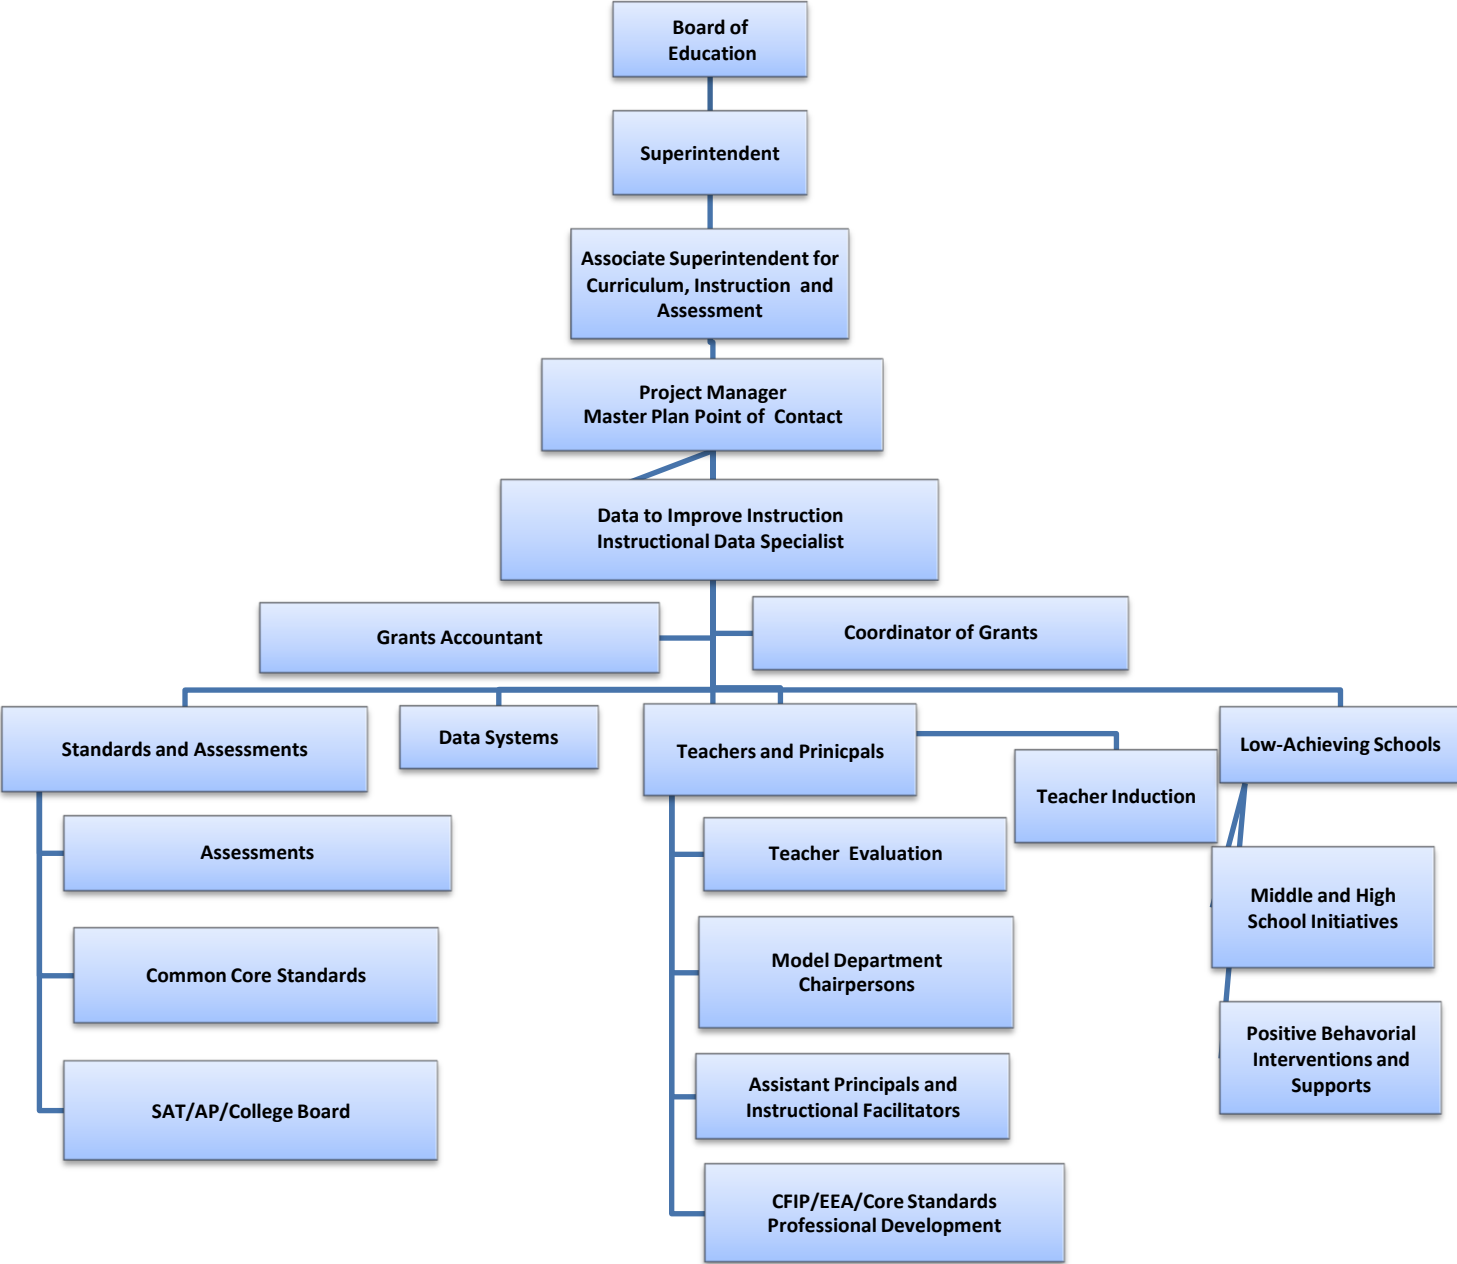 Board of
Education
Superintendent
Associate Superintendent for
Curriculum, Instruction and
Assessment
Project Manager
Master Plan Point of Contact
Data to Improve Instruction
Instructional Data Specialist
Grants Accountant
Coordinator of Grants
Standards and Assessments
Data Systems
Teachers and Prinicpals
Low-Achieving Schools
Teacher Induction
Assessments
Teacher Evaluation
Middle and High
School Initiatives
Common Core Standards
Model Department
Chairpersons
Positive Behavorial
Interventions and
Supports
SAT/AP/College Board
Assistant Principals and
Instructional Facilitators
CFIP/EEA/Core Standards
Professional Development